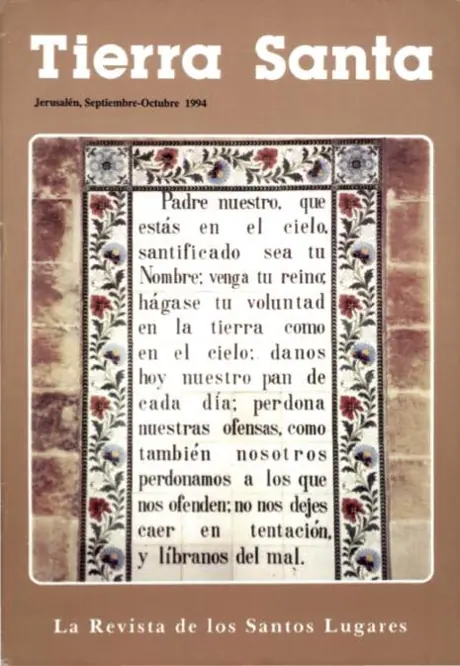 Tierra Santa
Jerusalén, Septiembre-Octubre 1994
Padre nuestro, que
estás en el cielo,
santificado sea tu
Nombre; venga tu reino;
hágase tu voluntad
en la tierra como
en el cielo; danos
hoy nuestro pan de
cada día; perdona
nuestras ofensas, como
también nosotros
perdonamos a los que
nos ofenden; no nos dejes
caer en tentación,
y líbranos del mal.
La Revista de los Santos Lugares